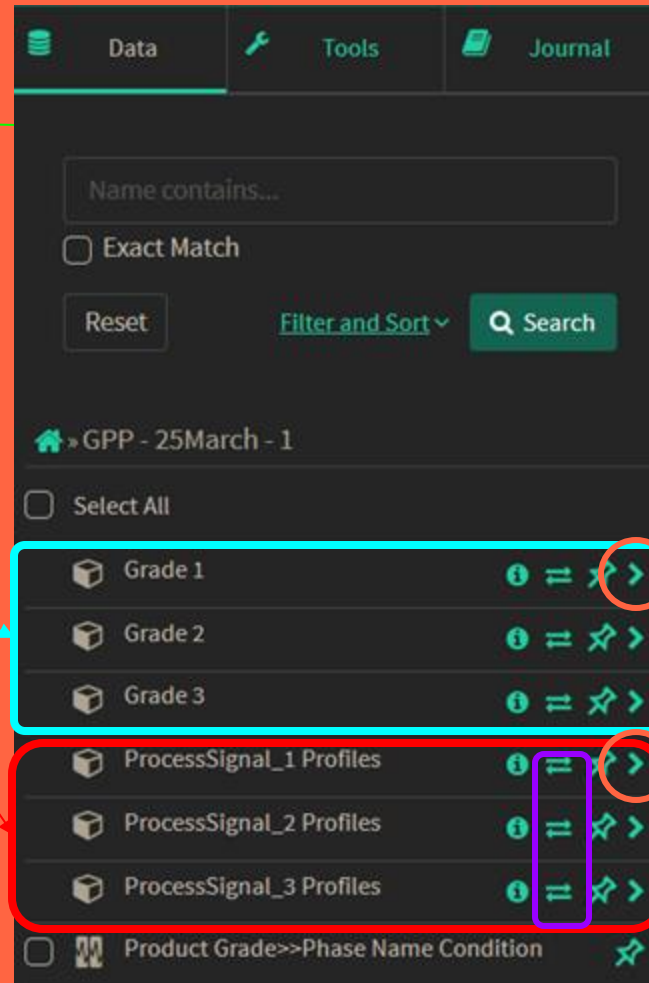 Data Tools Journal
Name contains...
Exact Match
Reset Filter and Sort Search
» GPP - 25March - 1
Select All
Grade 1
Grade 2
Grade 3
ProcessSignal_1 Profiles
ProcessSignal_2 Profiles
ProcessSignal_3 Profiles
Product Grade>>Phase Name Condition